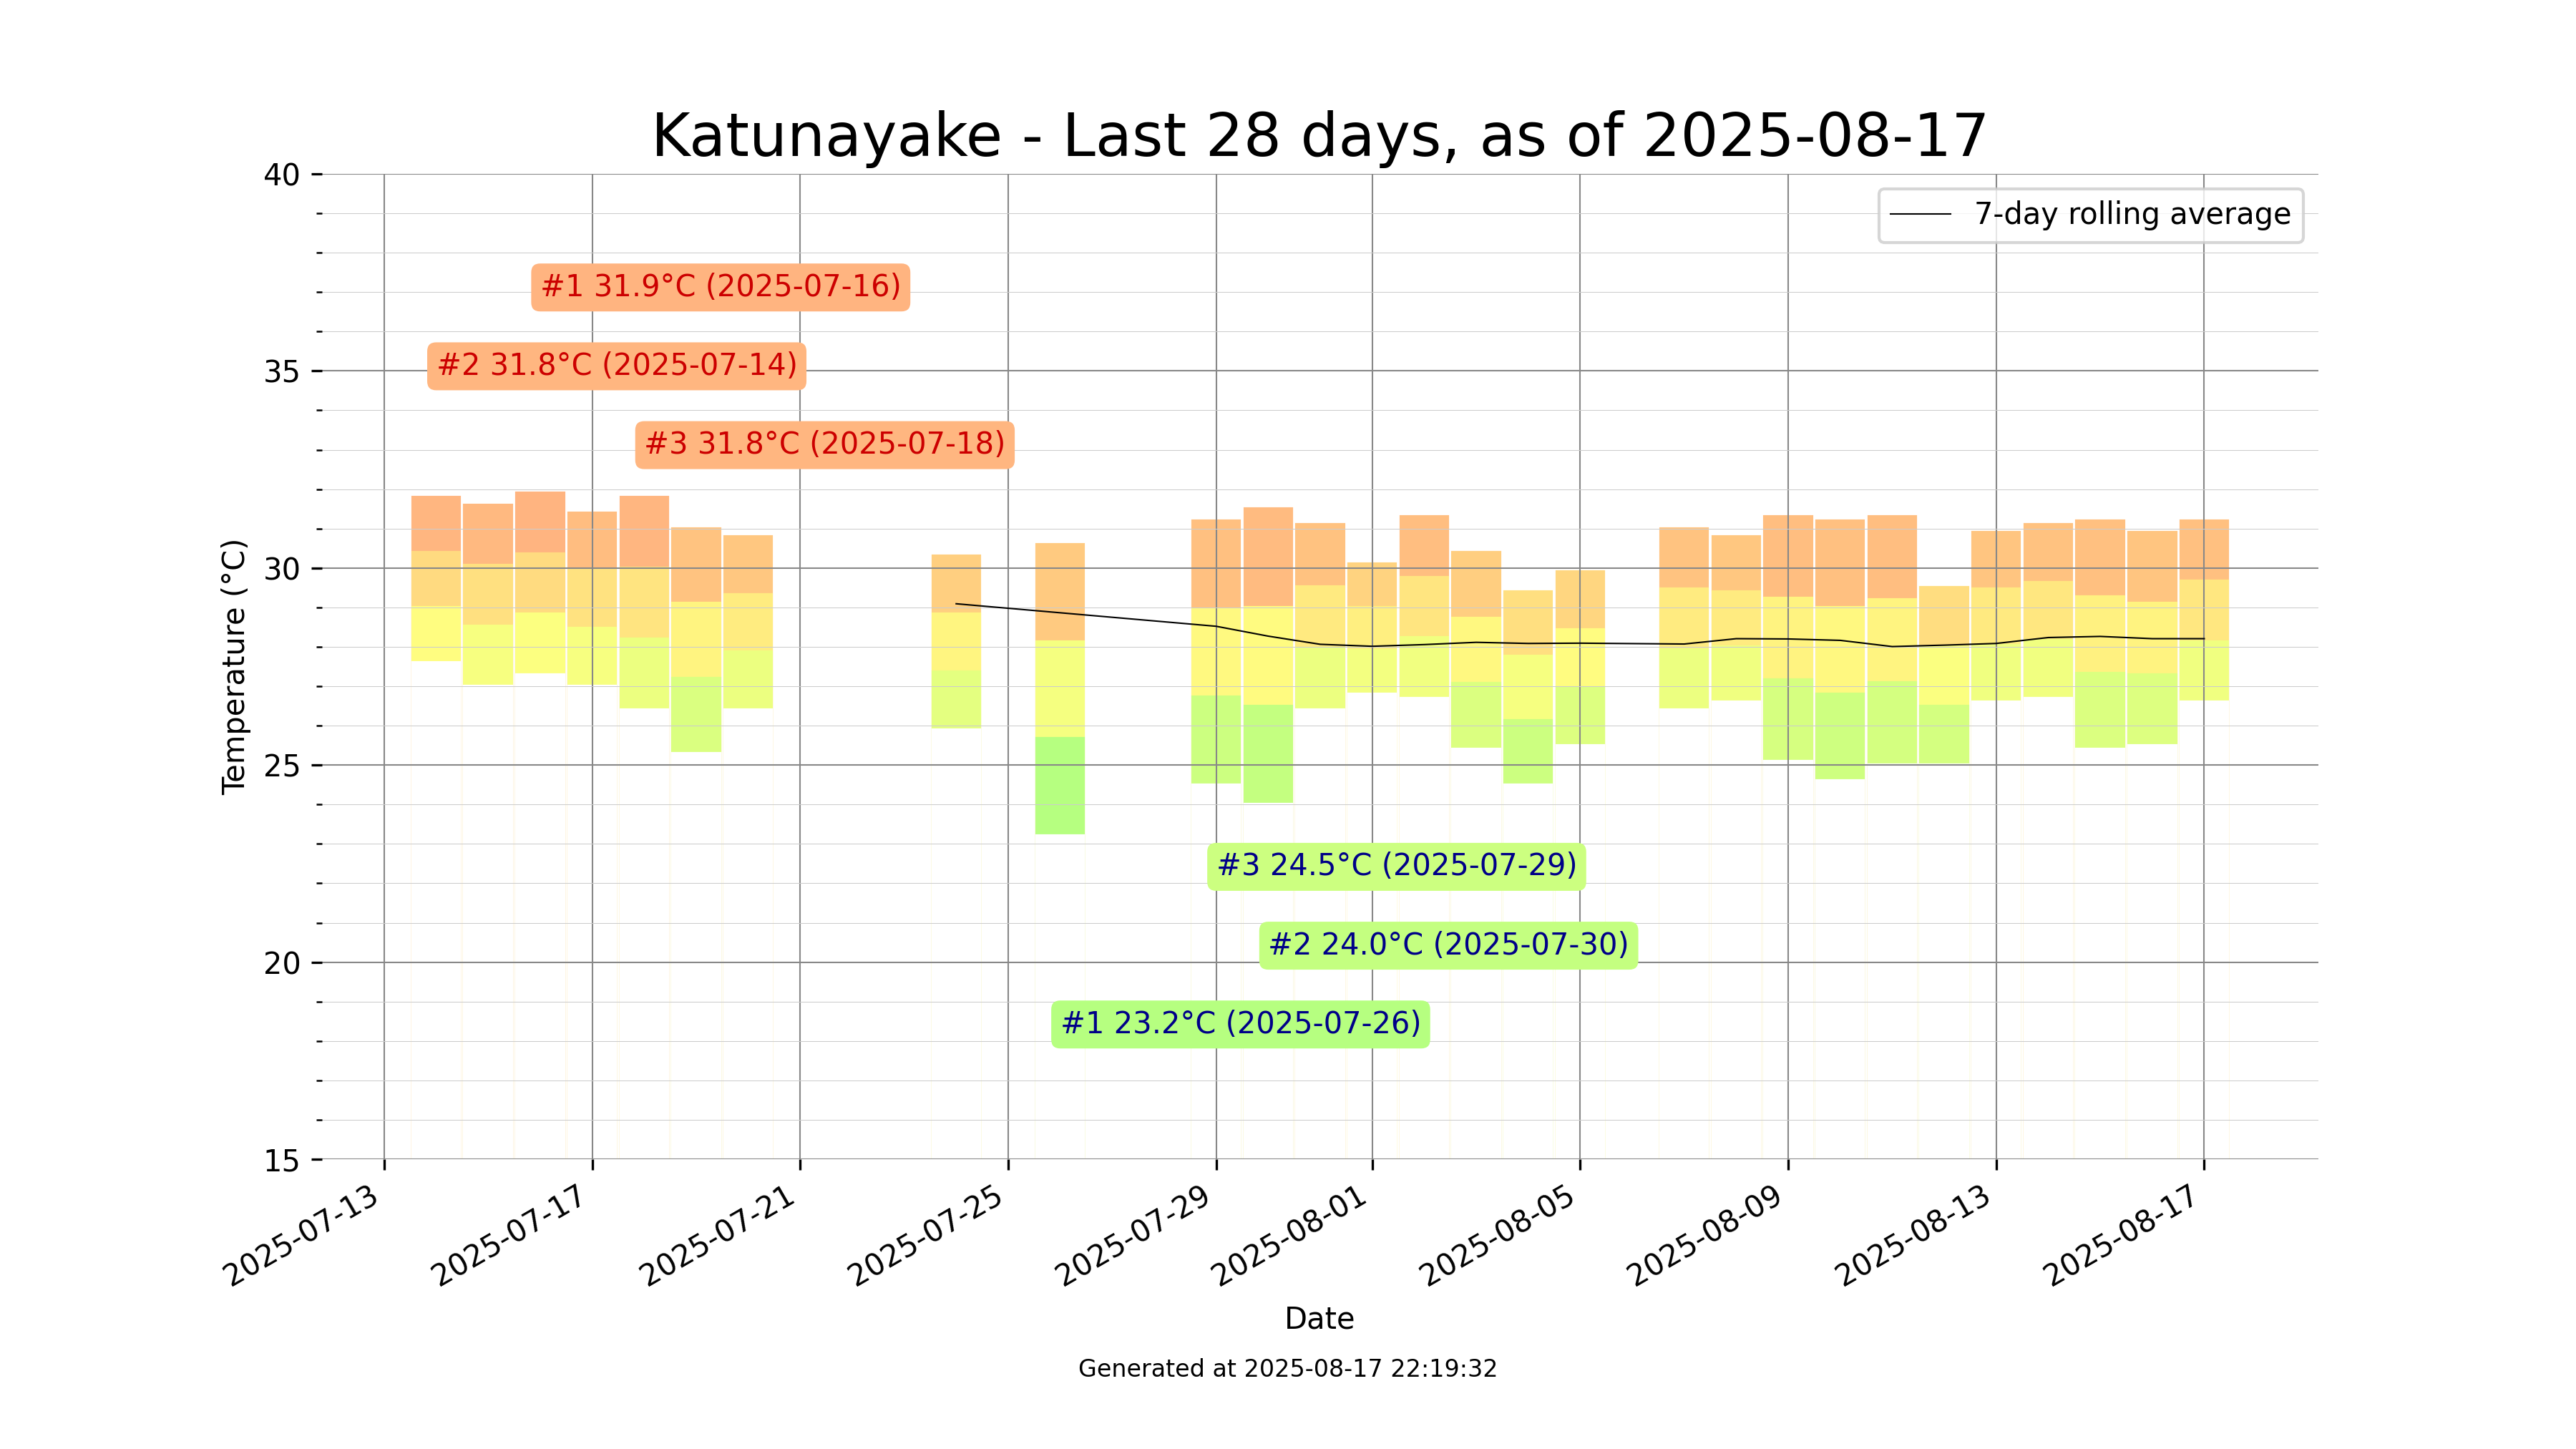 Katunayake - Last 28 days, as of 2025-08-17
40
7-day rolling average
#1 31.9°C (2025-07-16)
35
#2 31.8°C (2025-07-14)
#3 31.8°C (2025-07-18)
30
Temperature (°C)
25
#3 24.5°C (2025-07-29)
#2 24.0°C (2025-07-30)
20
#1 23.2°C (2025-07-26)
15
2025-07-13
2025-07-17
2025-07-21
2025-07-25
2025-07-29
2025-08-01
2025-08-05
2025-08-09
2025-08-13
2025-08-17
Date
Generated at 2025-08-17 22:19:32